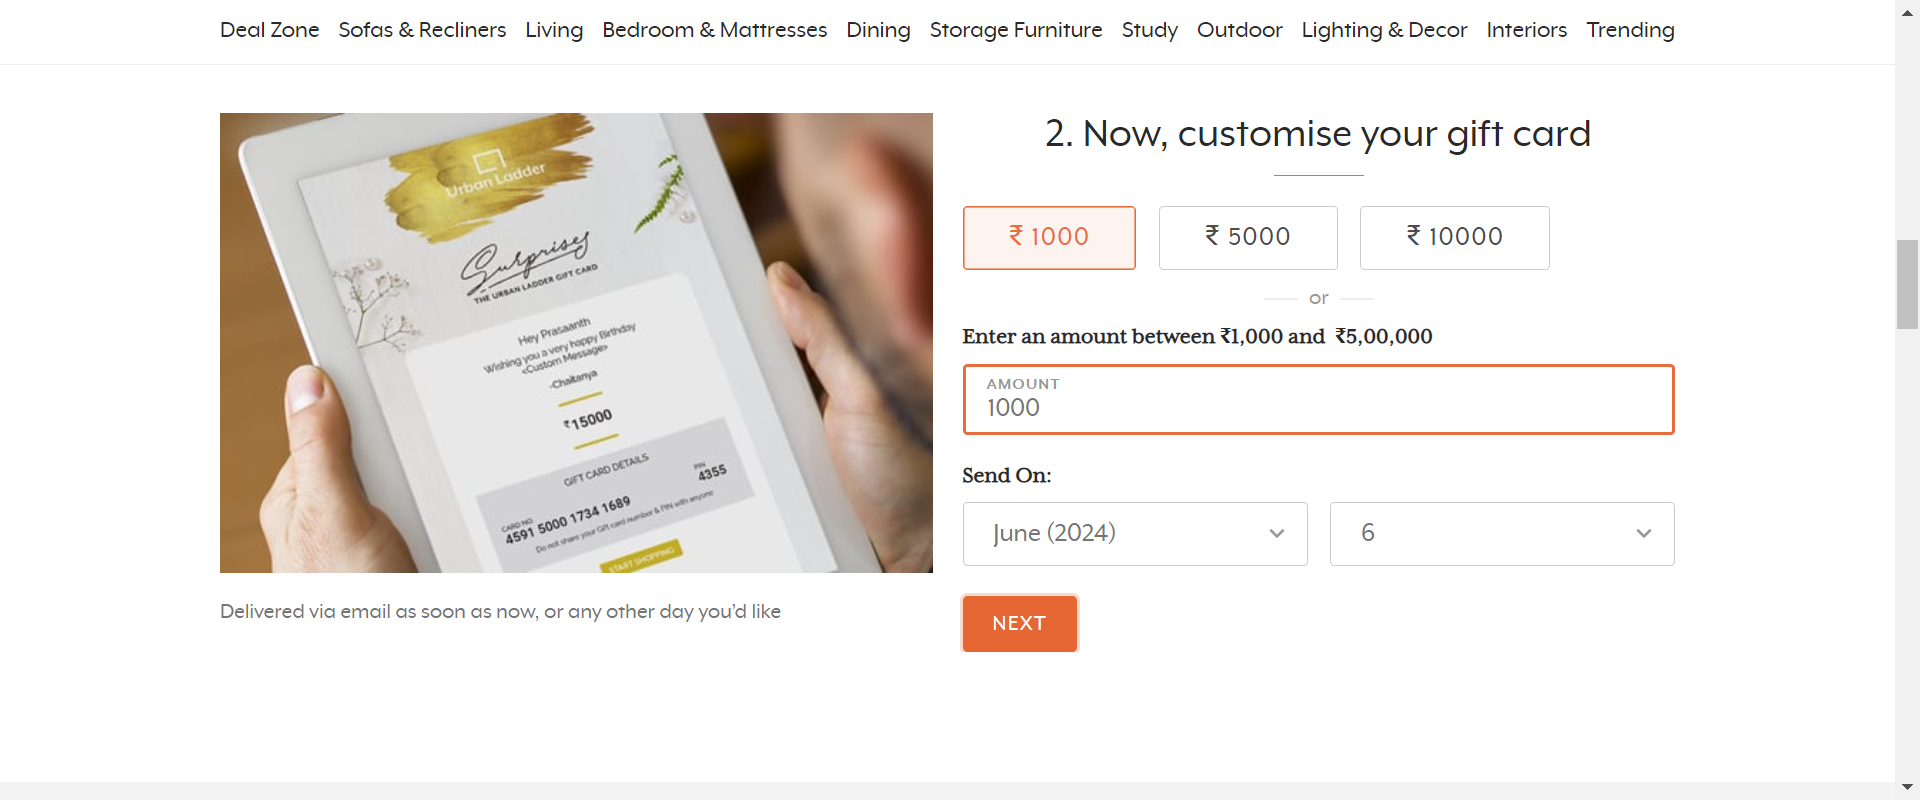 Deal Zone Sofas & Recliners Living Bedroom & Mattresses Dining Storage Furniture Study Outdoor Lighting & Decor Interiors Trending
Urban Ladder
Surprises
THE URBAN LADDER GIFT CARD
Hey Prasaanth
Wishing you a very happy Birthday
<Custom Message>
-Chaitanya
₹15000
GIFT CARD DETAILS
CARD NO
4591 5000 1734 1689
PIN
4355
Do not share your Gift card number & PIN with anyone
START SHOPPING
Delivered via email as soon as now, or any other day you’d like
2. Now, customise your gift card
₹ 1000 ₹ 5000 ₹ 10000
or
Enter an amount between ₹1,000 and ₹5,00,000
AMOUNT
1000
Send On:
June (2024) 6
NEXT